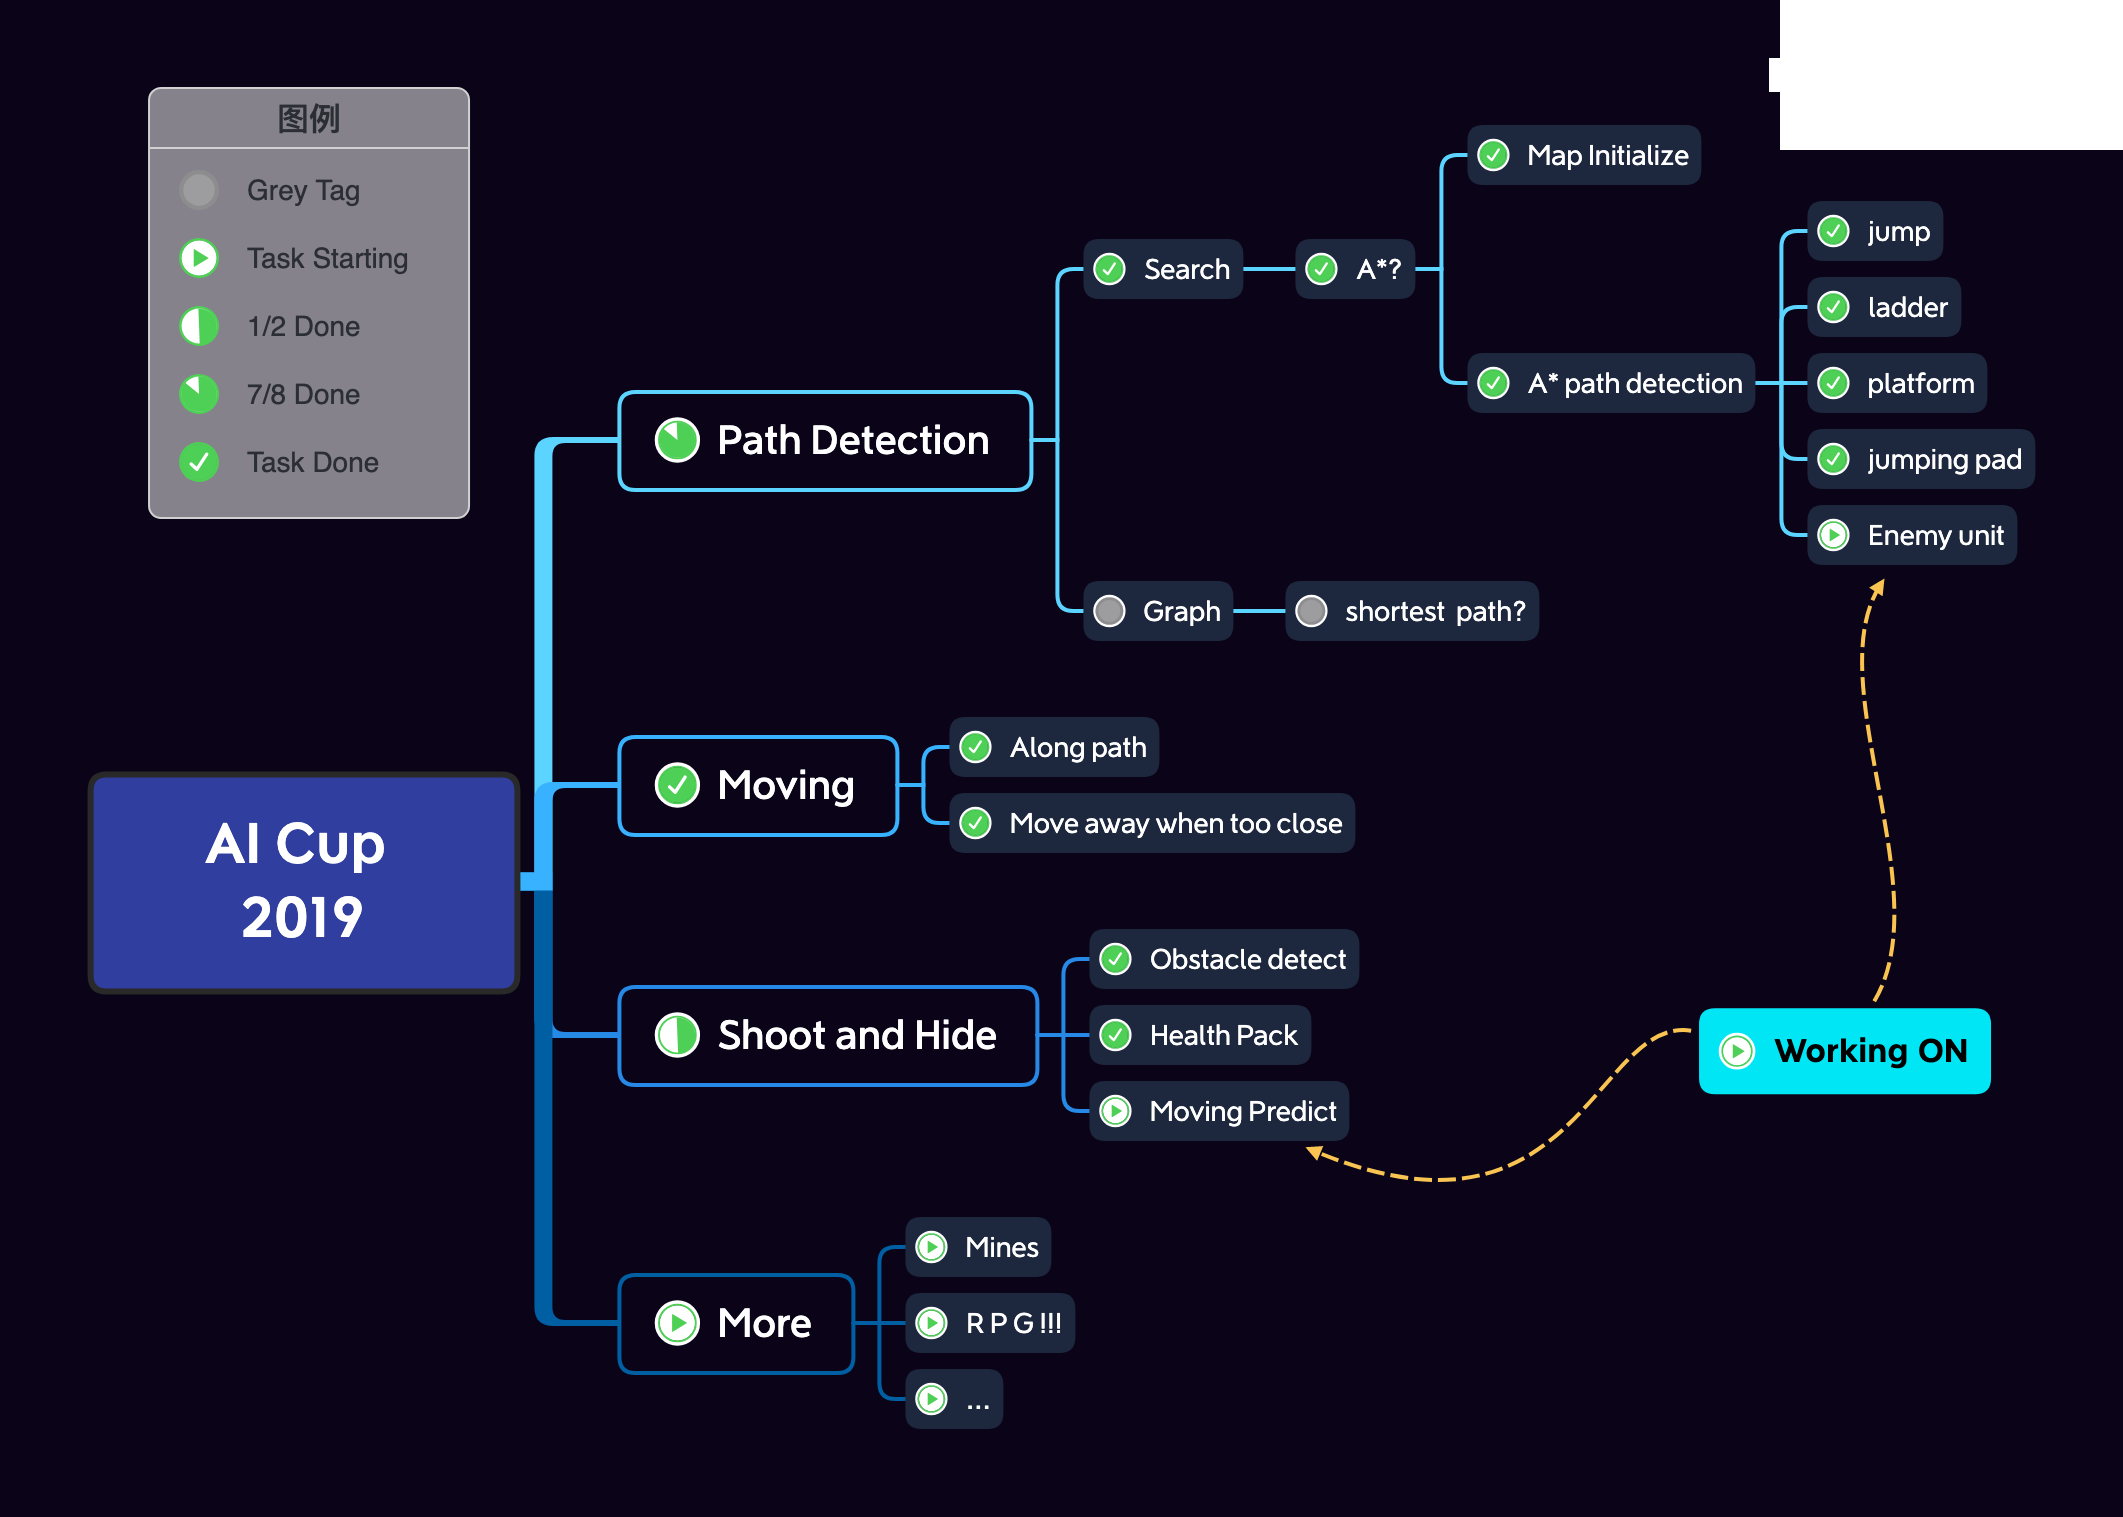 图例
Grey Tag
Task Starting
1/2 Done
7/8 Done
Task Done
AI Cup
2019
Path Detection
Search
A*?
Map Initialize
A* path detection
jump
ladder
platform
jumping pad
Enemy unit
Graph
shortest path?
Moving
Along path
Move away when too close
Shoot and Hide
Obstacle detect
Health Pack
Moving Predict
Working ON
More
Mines
R P G !!!
...